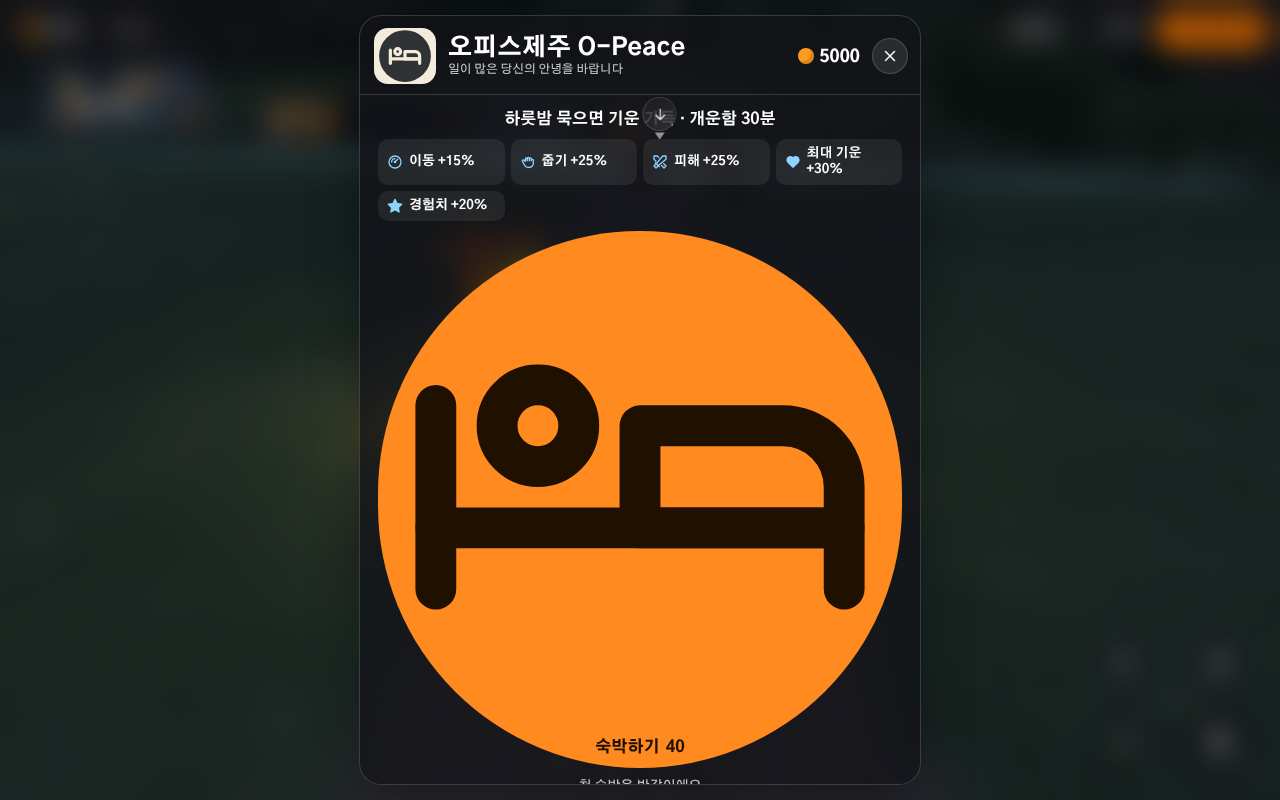 오피스제주 O-Peace
일이 많은 당신의 안녕을 바랍니다
5000
하룻밤 묵으면 기운 · 개운함 30분
이동 +15%
줍기 +25%
피해 +25%
최대 기운
+30%
경험치 +20%
숙박하기 40